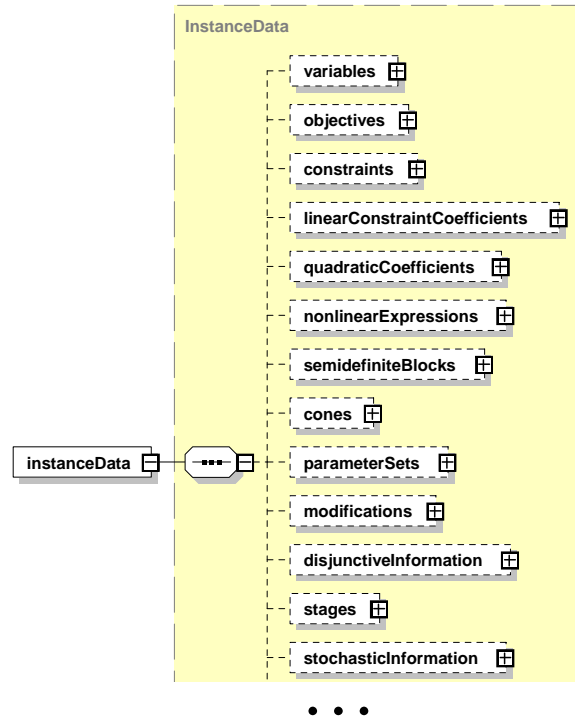 InstanceData
variables
objectives
constraints
linearConstraintCoefficients
quadraticCoefficients
nonlinearExpressions
semidefiniteBlocks
cones
instanceData
parameterSets
modifications
disjunctiveInformation
stages
stochasticInformation
• • •